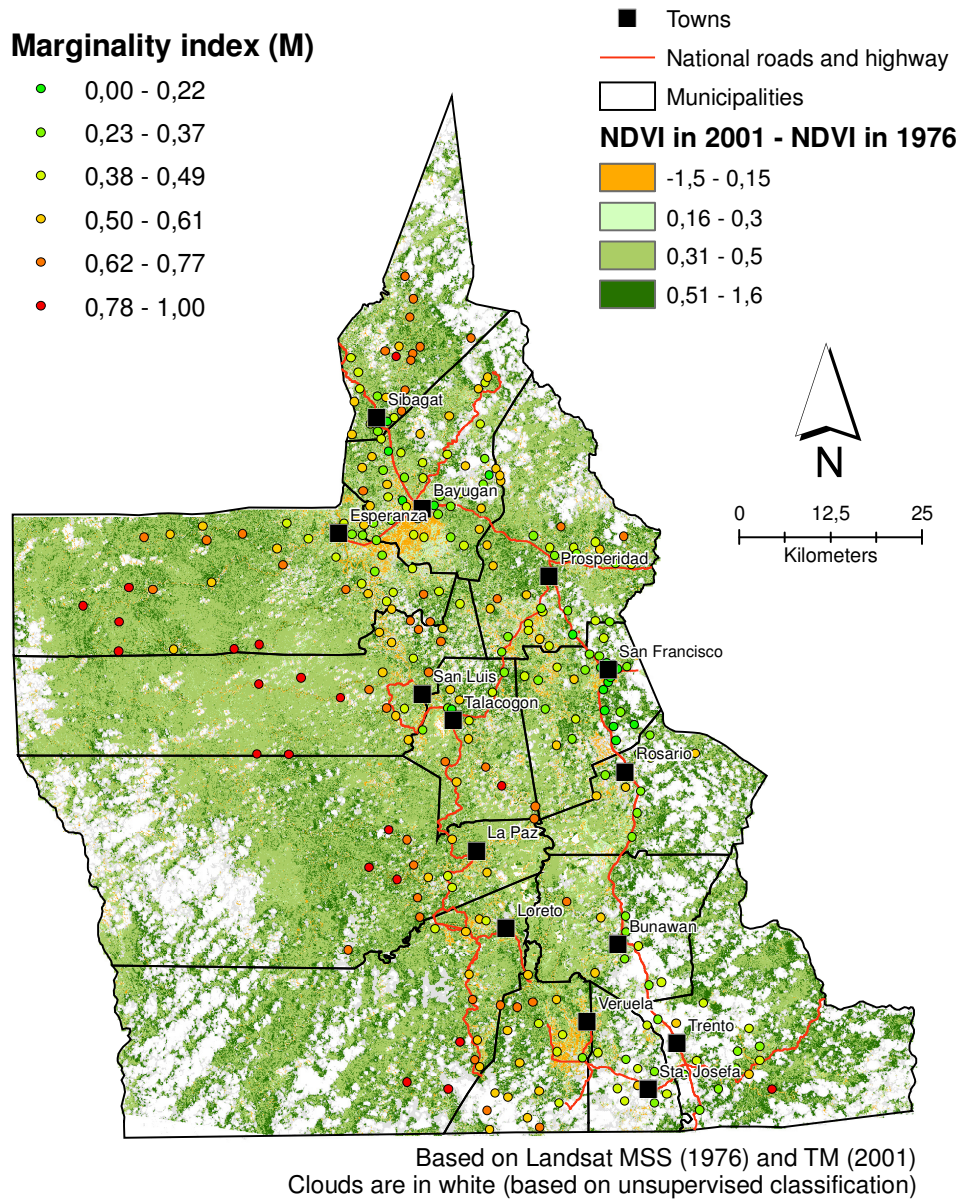 Marginality index (M)
0,00 - 0,22
0,23 - 0,37
0,38 - 0,49
0,50 - 0,61
0,62 - 0,77
0,78 - 1,00
Towns
National roads and highway
Municipalities
NDVI in 2001 - NDVI in 1976
-1,5 - 0,15
0,16 - 0,3
0,31 - 0,5
0,51 - 1,6
N
0 12,5 25
Kilometers
Sibagat
Bayugan
Esperanza
Prosperidad
San Francisco
San Luis
Talacogon
Rosario
La Paz
Loreto
Bunawan
Veruela
Trento
Sta. Josefa
Based on Landsat MSS (1976) and TM (2001)
Clouds are in white (based on unsupervised classification)